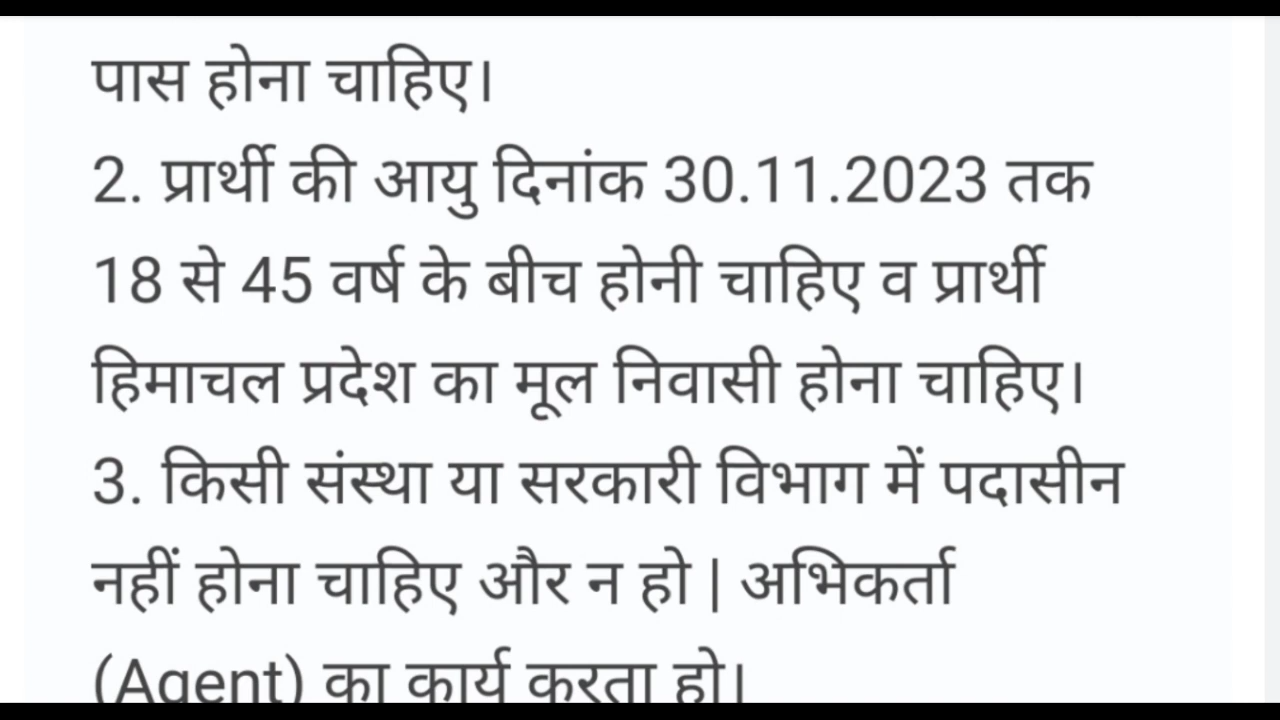 पास होना चाहिए।
2. प्रार्थी की आयु दिनांक 30.11.2023 तक
18 से 45 वर्ष के बीच होनी चाहिए व प्रार्थी
हिमाचल प्रदेश का मूल निवासी होना चाहिए।
3. किसी संस्था या सरकारी विभाग में पदासीन
नहीं होना चाहिए और न हो | अभिकर्ता
(Agent) का कार्य करता हो।